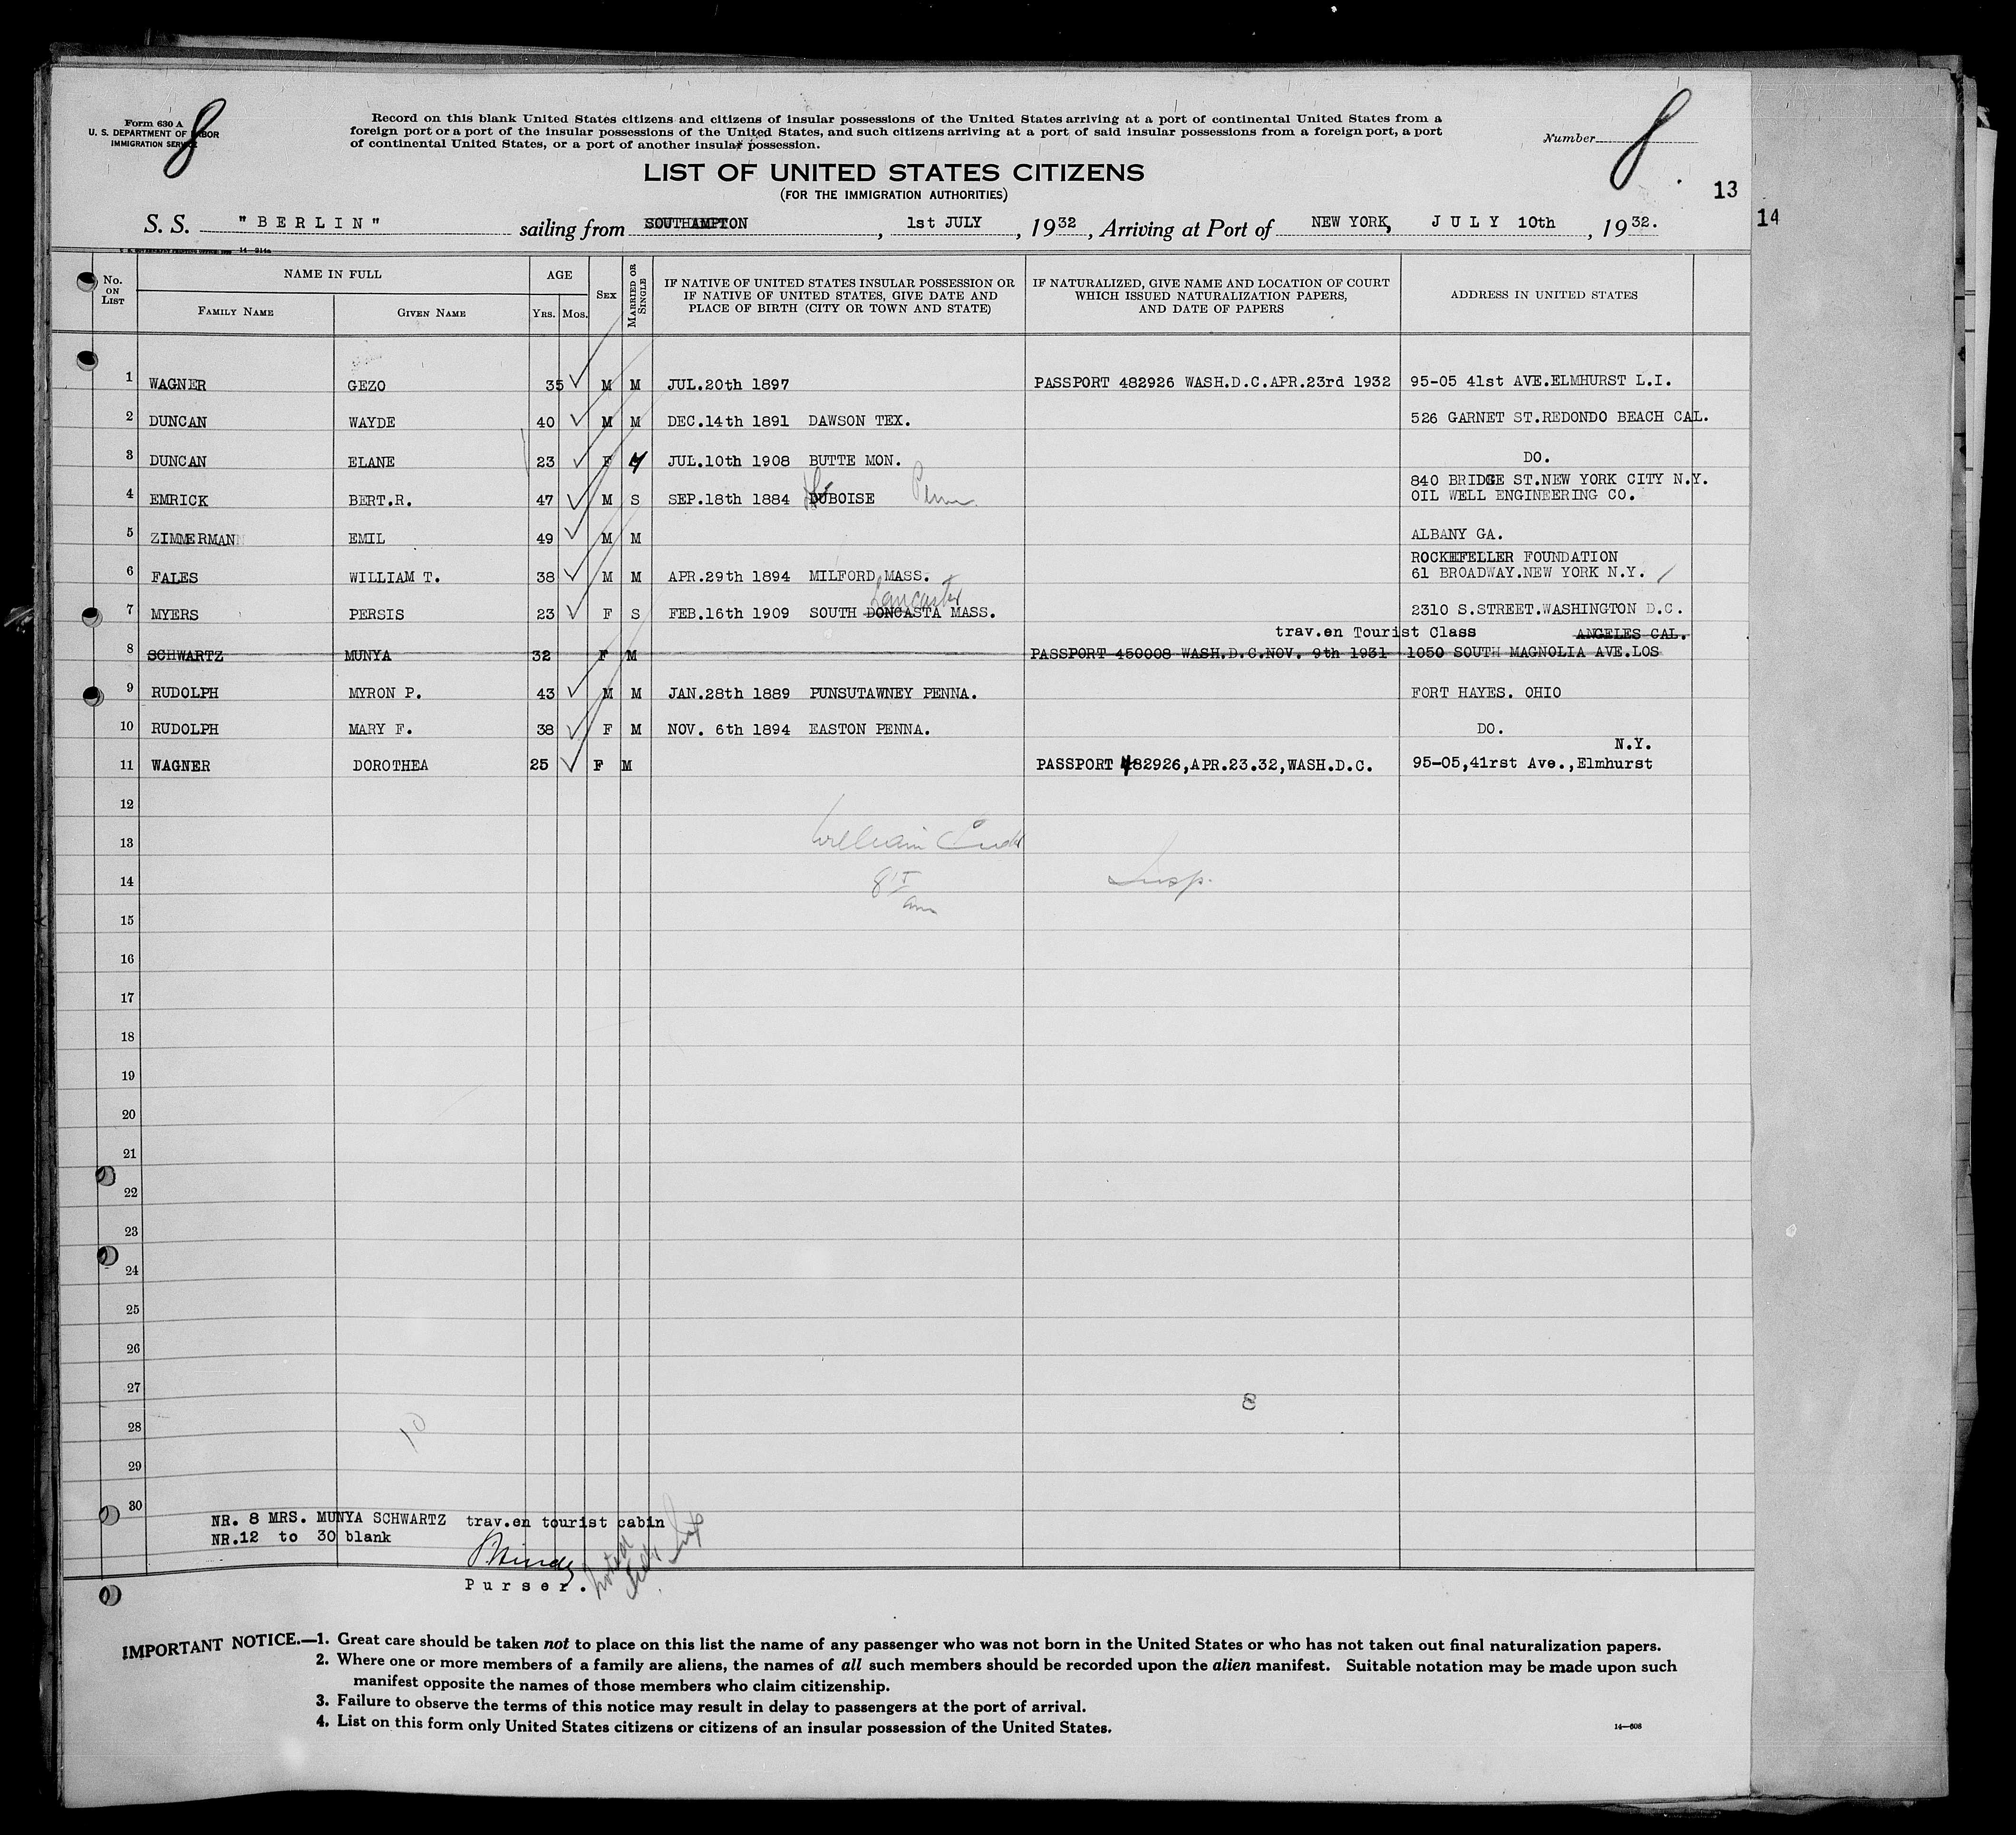 Form 630 A
U. S. DEPARTMENT OF LABOR
IMMIGRATION SERVICE
8
Record on this blank United States citizens and citizens of insular possessions of the United States arriving at a port of continental United States from a
foreign port or a port of the insular possessions of the United States, and such citizens arriving at a port of said insular possessions from a foreign port, a port
of continental United States, or a port of another insular possession.
Number 8
LIST OF UNITED STATES CITIZENS
(FOR THE IMMIGRATION AUTHORITIES)
13
14
S. S. "BERLIN" sailing from SOUTHAMPTON, 1st JULY, 1932, Arriving at Port of NEW YORK, JULY 10th, 1932.
No. ON LIST
NAME IN FULL
FAMILY NAME
GIVEN NAME
AGE
YRS. MOS.
SEX
MARRIED OR SINGLE
IF NATIVE OF UNITED STATES INSULAR POSSESSION OR
IF NATIVE OF UNITED STATES, GIVE DATE AND
PLACE OF BIRTH (CITY OR TOWN AND STATE)
IF NATURALIZED, GIVE NAME AND LOCATION OF COURT
WHICH ISSUED NATURALIZATION PAPERS,
AND DATE OF PAPERS
ADDRESS IN UNITED STATES
1 WAGNER GEZO 35 M M JUL.20th 1897 PASSPORT 482926 WASH.D.C.APR.23rd 1932 95-05 41st AVE.ELMHURST L.I.
2 DUNCAN WAYDE 40 M M DEC.14th 1891 DAWSON TEX. 526 GARNET ST.REDONDO BEACH CAL.
3 DUNCAN ELANE 23 F M JUL.10th 1908 BUTTE MON. DO.
840 BRIDGE ST.NEW YORK CITY N.Y.
4 EMRICK BERT.R. 47 M S SEP.18th 1884 DUBOISE Penn OIL WELL ENGINEERING CO.
5 ZIMMERMANN EMIL 49 M M ALBANY GA.
ROCKEFELLER FOUNDATION
6 FALES WILLIAM T. 38 M M APR.29th 1894 MILFORD MASS. 61 BROADWAY.NEW YORK N.Y.
Lancaster
7 MYERS PERSIS 23 F S FEB.16th 1909 SOUTH DONCASTA MASS. 2310 S.STREET.WASHINGTON D.C.
trav.en Tourist Class ANGELES CAL.
8 SCHWARTZ MUNYA 32 F M PASSPORT 450008 WASH.D.C.NOV. 9th 1931 1050 SOUTH MAGNOLIA AVE.LOS
9 RUDOLPH MYRON P. 43 M M JAN.28th 1889 PUNSUTAWNEY PENNA. FORT HAYES. OHIO
10 RUDOLPH MARY F. 38 F M NOV. 6th 1894 EASTON PENNA. DO.
N.Y.
11 WAGNER DOROTHEA 25 F M PASSPORT 482926,APR.23.32,WASH.D.C. 95-05,41rst Ave.,Elmhurst
12
13 William
14 Insp.
am
15
16
17
18
19
20
21
22
23
24
25
26
27
8
28 10
29
30
NR. 8 MRS. MUNYA SCHWARTZ trav.en tourist cabin
NR.12 to 30 blank
Purser.
noted
IMPORTANT NOTICE.—1. Great care should be taken not to place on this list the name of any passenger who was not born in the United States or who has not taken out final naturalization papers.
2. Where one or more members of a family are aliens, the names of all such members should be recorded upon the alien manifest. Suitable notation may be made upon such
manifest opposite the names of those members who claim citizenship.
3. Failure to observe the terms of this notice may result in delay to passengers at the port of arrival.
4. List on this form only United States citizens or citizens of an insular possession of the United States.
14—608